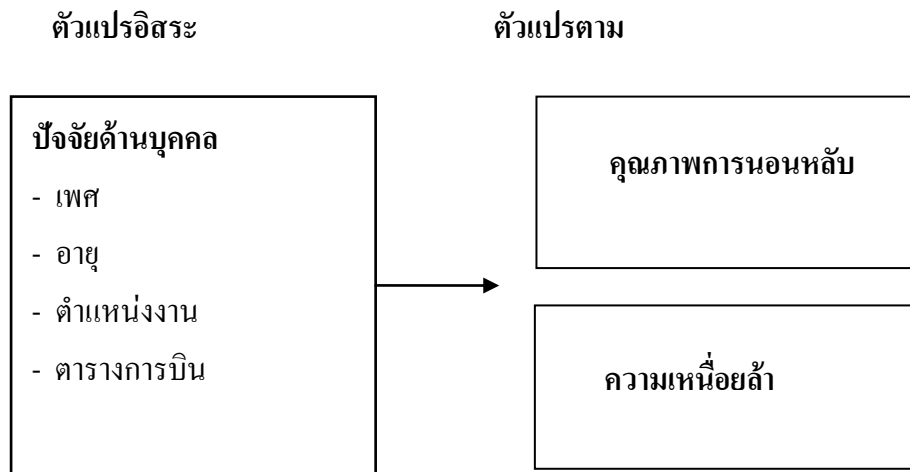 ตัวแปรอิสระ
ตัวแปรตาม
ปัจจัยด้านบุคคล
- เพศ
- อายุ
- ตำแหน่งงาน
- ตารางการบิน
คุณภาพการนอนหลับ
ความเหนื่อยล้า